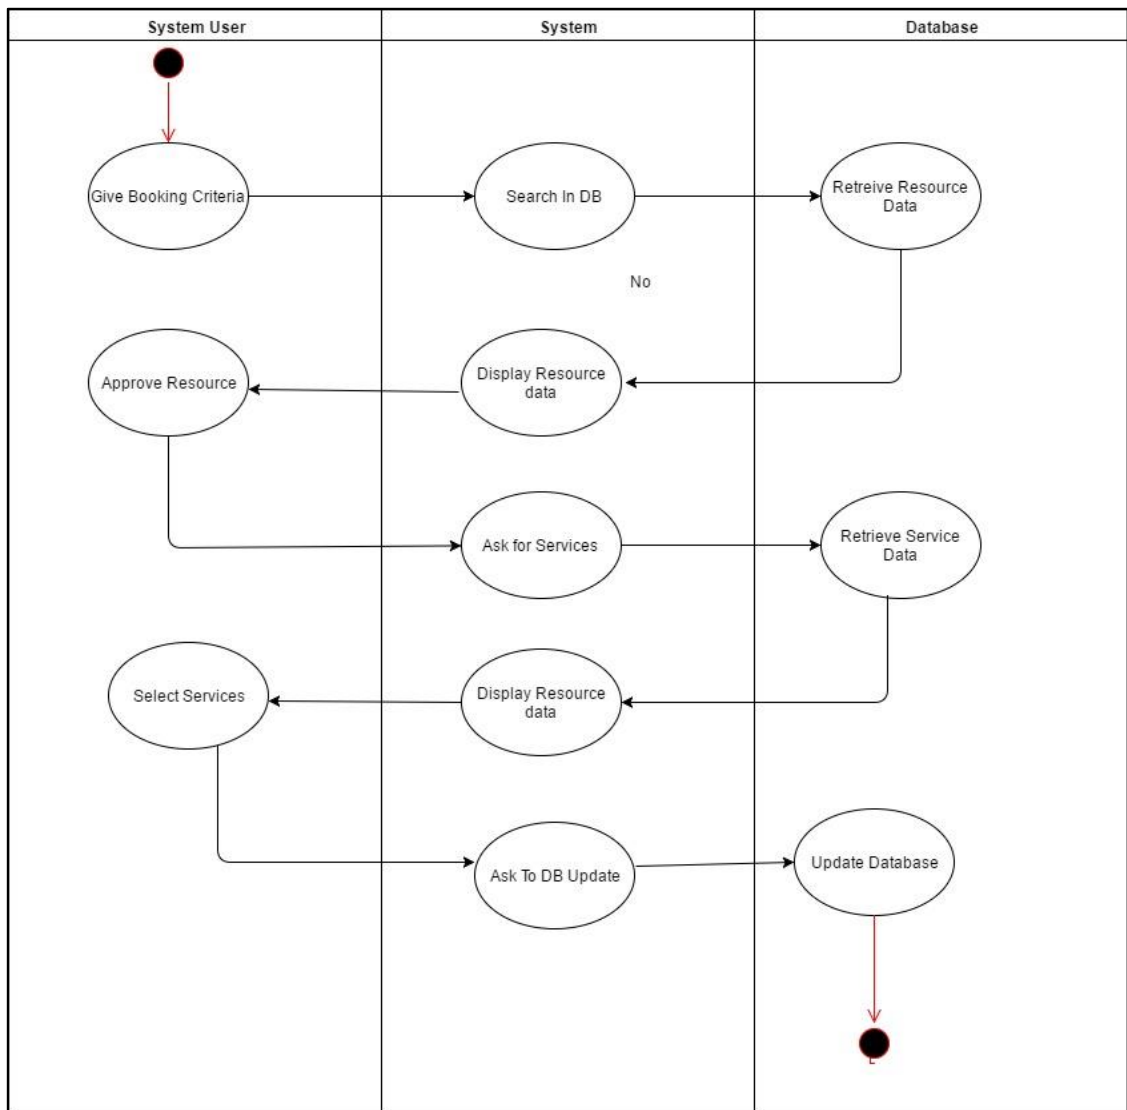 System User
System
Database
Give Booking Criteria
Search In DB
Retreive Resource
Data
No
Approve Resource
Display Resource
data
Ask for Services
Retrieve Service
Data
Select Services
Display Resource
data
Ask To DB Update
Update Database